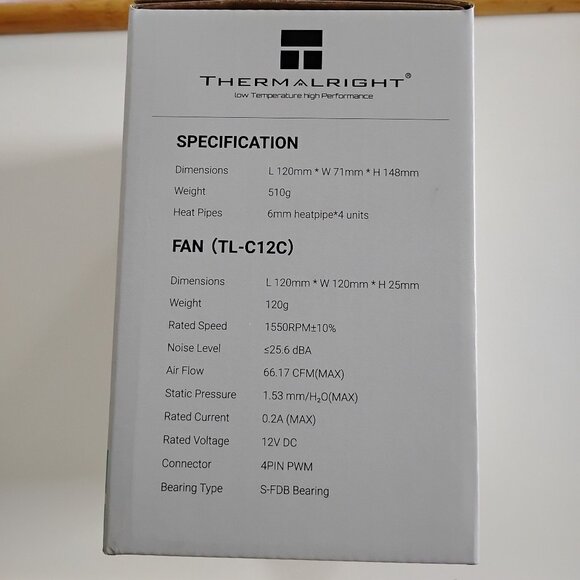 THERMALRIGHT®
low Temperature high Performance
SPECIFICATION
Dimensions L 120mm * W 71mm * H 148mm
Weight 510g
Heat Pipes 6mm heatpipe*4 units
FAN (TL-C12C)
Dimensions L 120mm * W 120mm * H 25mm
Weight 120g
Rated Speed 1550RPM±10%
Noise Level ≤25.6 dBA
Air Flow 66.17 CFM(MAX)
Static Pressure 1.53 mm/H₂O(MAX)
Rated Current 0.2A (MAX)
Rated Voltage 12V DC
Connector 4PIN PWM
Bearing Type S-FDB Bearing